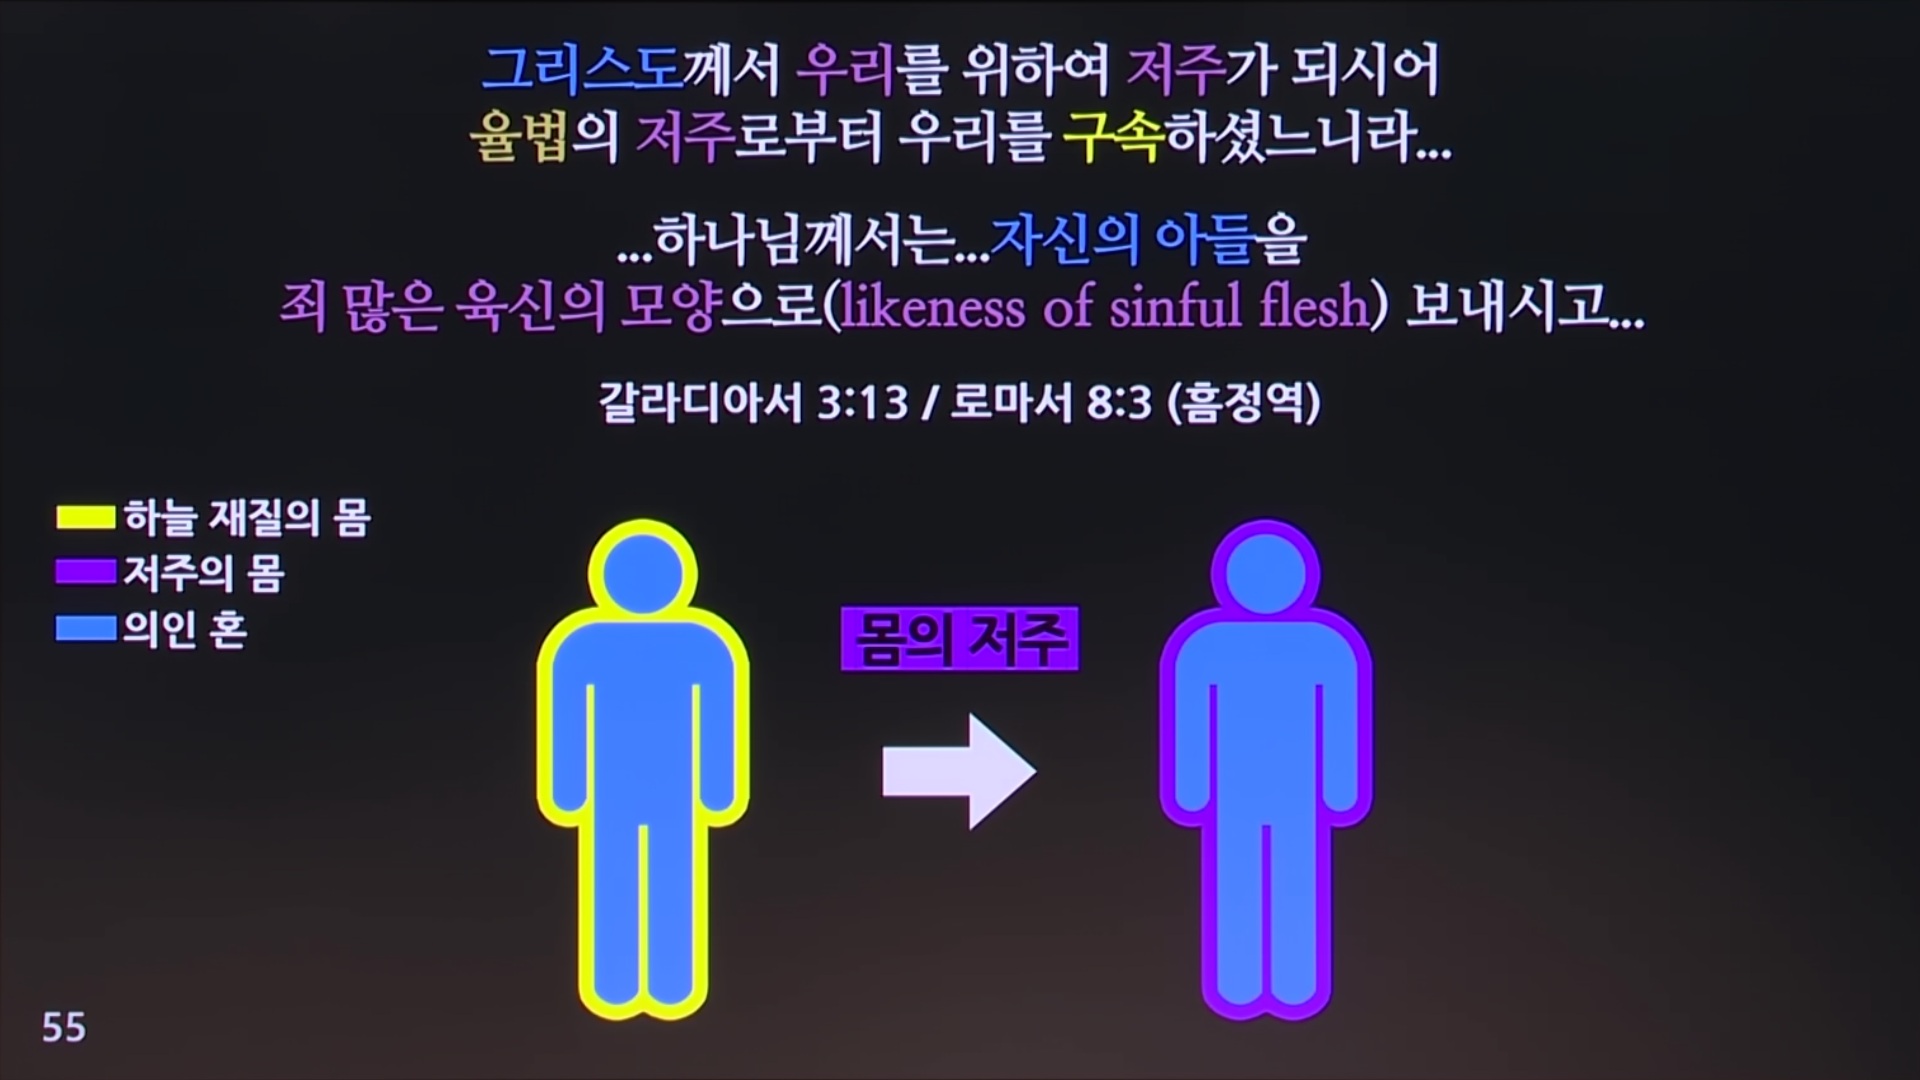 그리스도께서 우리를 위하여 저주가 되시어
율법의 저주로부터 우리를 구속하셨느니라...
...하나님께서는...자신의 아들을
죄 많은 육신의 모양으로(likeness of sinful flesh) 보내시고...
갈라디아서 3:13 / 로마서 8:3 (흠정역)
하늘 재질의 몸
저주의 몸
의인 혼
몸의 저주
55